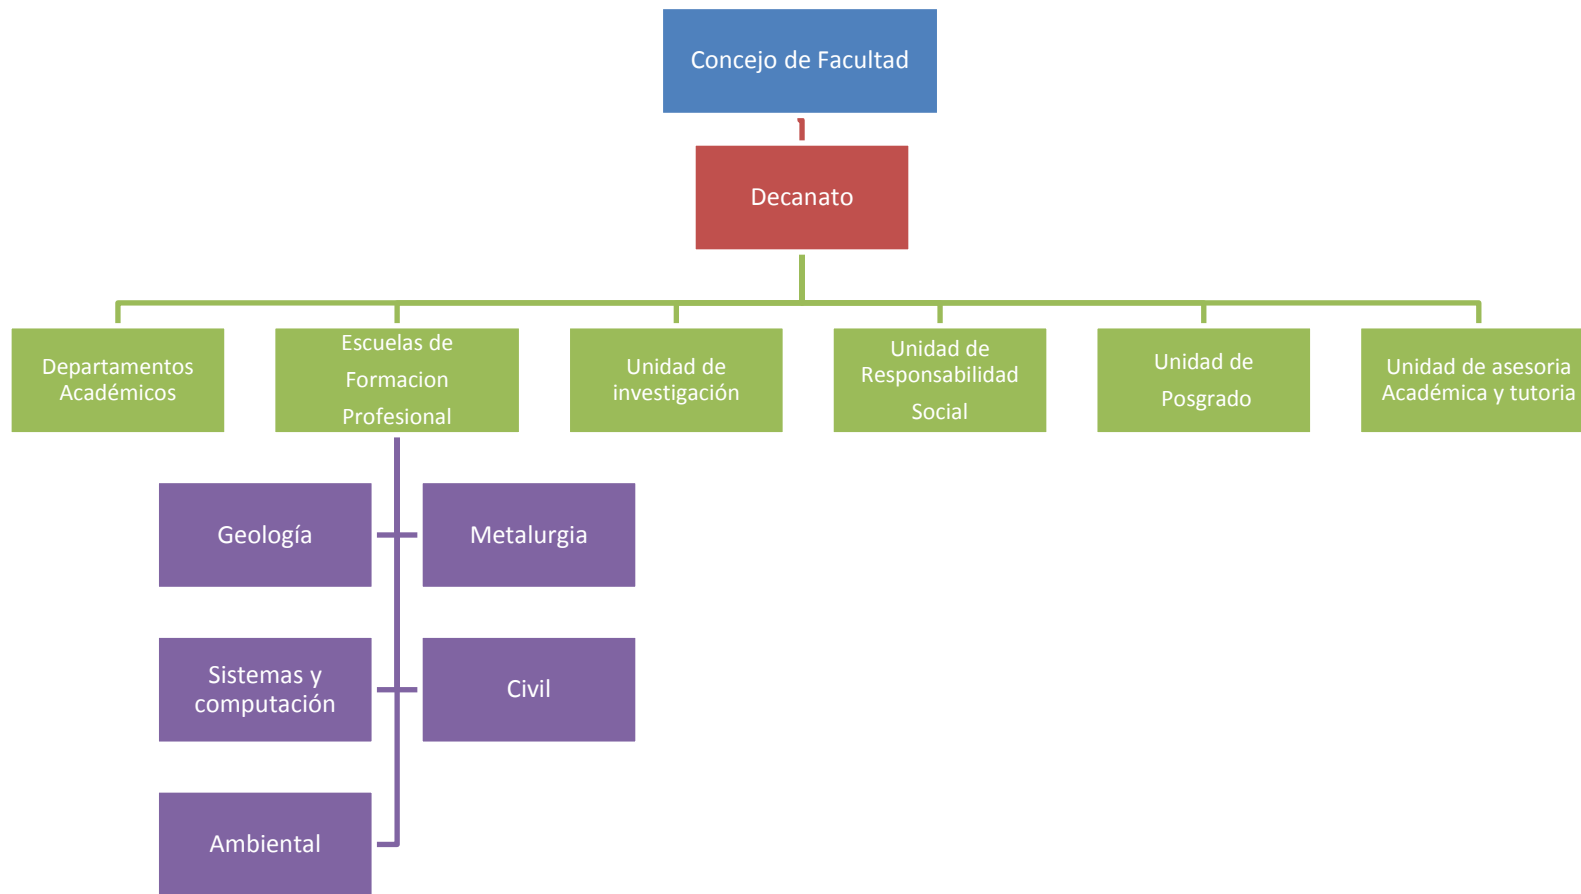 Concejo de Facultad
Decanato
Departamentos
Académicos
Escuelas de
Formacion
Profesional
Unidad de
investigación
Unidad de
Responsabilidad
Social
Unidad de
Posgrado
Unidad de asesoria
Académica y tutoria
Geología
Metalurgia
Sistemas y
computación
Civil
Ambiental